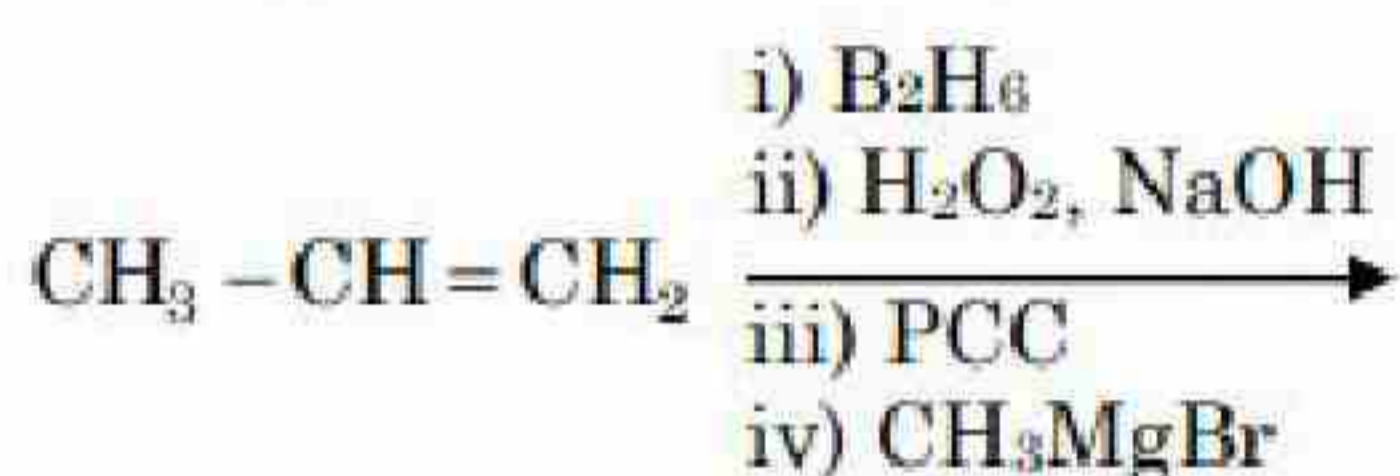 i) B₂H₆
ii) H₂O₂, NaOH
CH₃ – CH = CH₂
iii) PCC
iv) CH₃MgBr